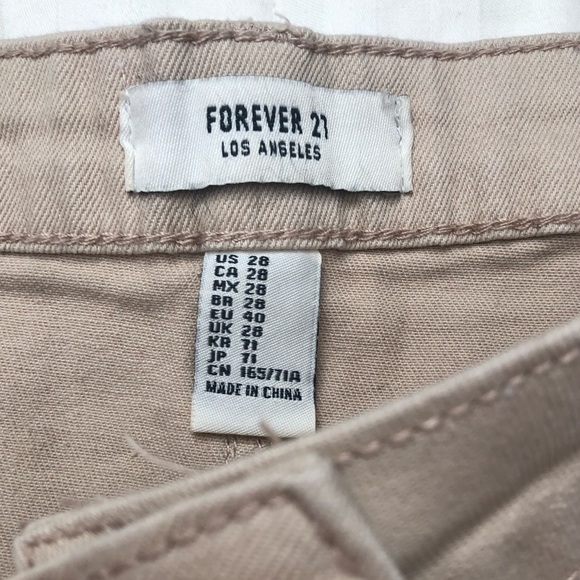 FOREVER 21
LOS ANGELES
US 28
CA 28
MX 28
BR 28
EU 40
UK 28
KR 71
JP 71
CN 165/71A
MADE IN CHINA